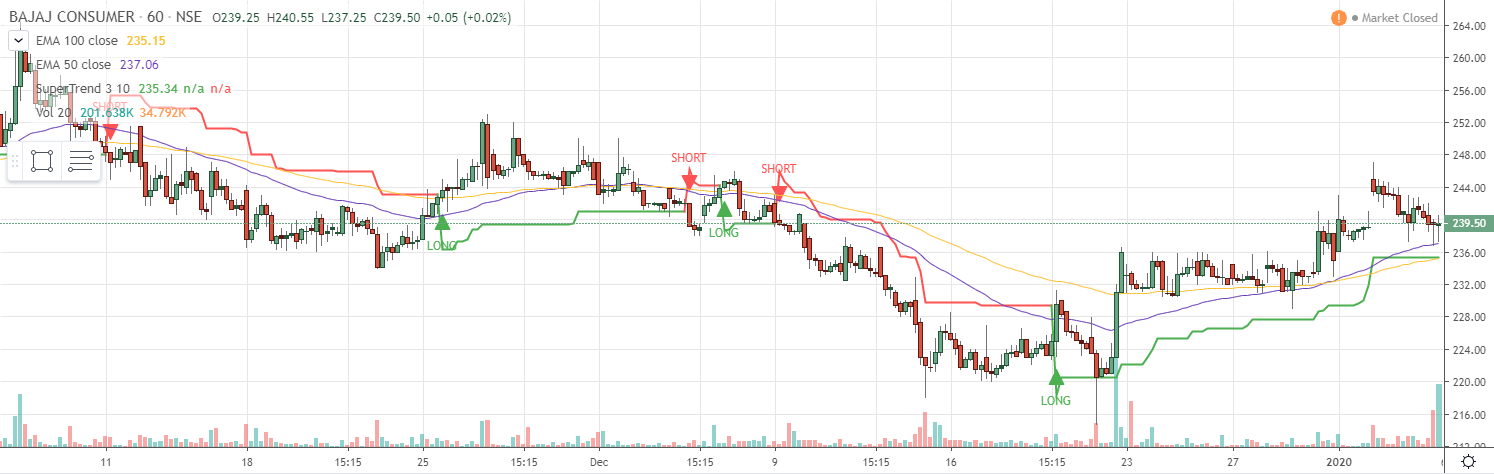 BAJAJ CONSUMER · 60 · NSE O239.25 H240.55 L237.25 C239.50 +0.05 (+0.02%)
Market Closed
EMA 100 close 235.15
EMA 50 close 237.06
SuperTrend 3 10 235.34 n/a n/a
Vol 20 201.638K 34.792K
SHORT
LONG
SHORT
LONG
SHORT
LONG
264.00
260.00
256.00
252.00
248.00
244.00
239.50
236.00
232.00
228.00
224.00
220.00
216.00
212.00
11 18 15:15 25 15:15 Dec 15:15 9 15:15 16 15:15 23 27 2020